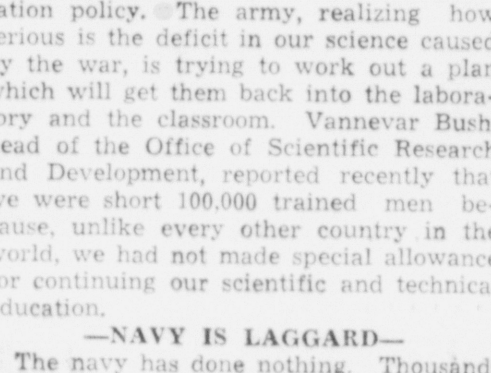 ation policy. The army, realizing how
erious is the deficit in our science caused
y the war, is trying to work out a plan
which will get them back into the labora-
ory and the classroom. Vannevar Bush,
ead of the Office of Scientific Research
nd Development, reported recently that
we were short 100,000 trained men be-
ause, unlike every other country in the
world, we had not made special allowance
or continuing our scientific and technical
ducation.
—NAVY IS LAGGARD—
The navy has done nothing. Thousand